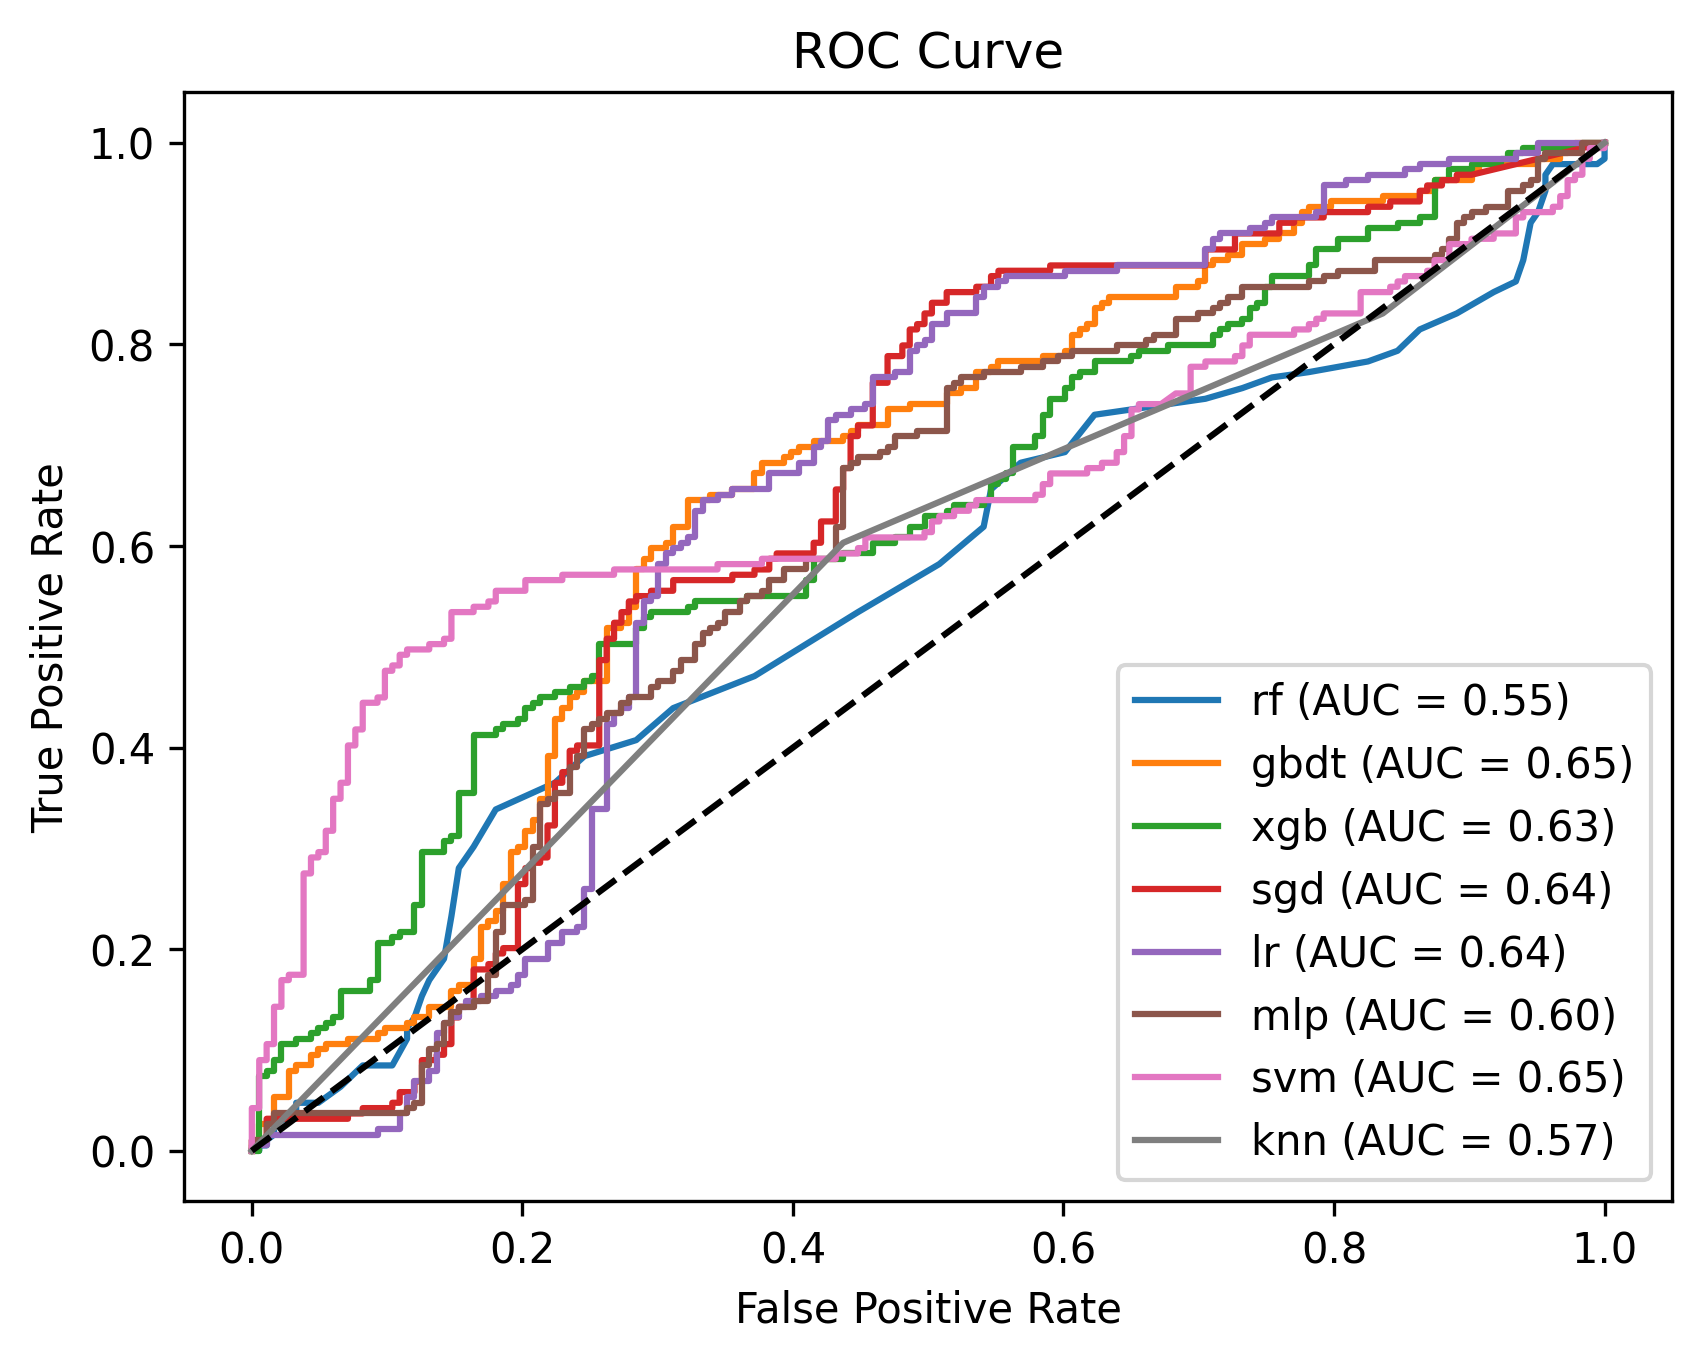 ROC Curve
True Positive Rate
1.0
0.8
0.6
0.4
0.2
0.0
rf (AUC = 0.55)
gbdt (AUC = 0.65)
xgb (AUC = 0.63)
sgd (AUC = 0.64)
lr (AUC = 0.64)
mlp (AUC = 0.60)
svm (AUC = 0.65)
knn (AUC = 0.57)
0.0 0.2 0.4 0.6 0.8 1.0
False Positive Rate